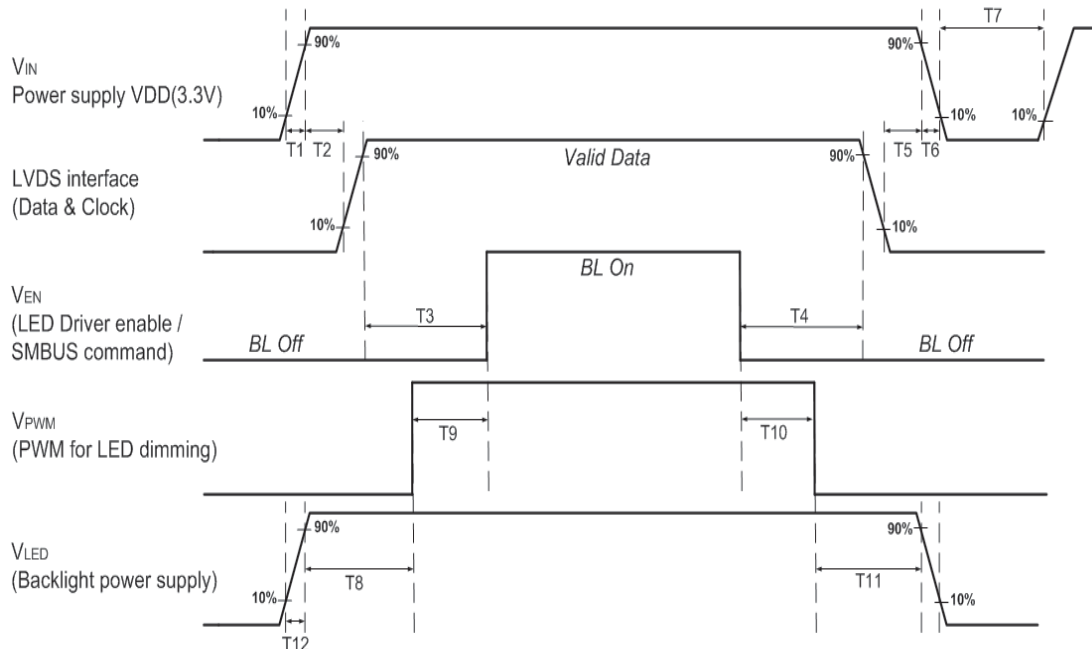 T7
90%
90%
VIN
Power supply VDD(3.3V)
10%
10%
10%
T1
T2
T5
T6
90%
Valid Data
90%
LVDS interface
(Data & Clock)
10%
10%
VEN
(LED Driver enable /
SMBUS command)
BL On
T3
T4
BL Off
BL Off
VPWM
(PWM for LED dimming)
T9
T10
90%
90%
VLED
(Backlight power supply)
T8
T11
10%
10%
T12